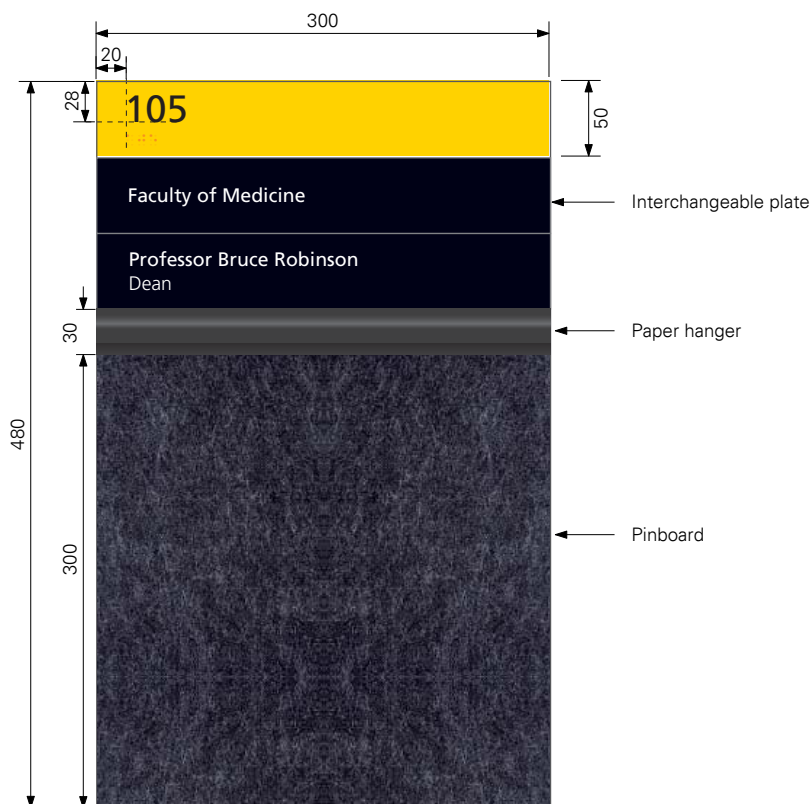 300
20
28
105
50
Faculty of Medicine
Interchangeable plate
Professor Bruce Robinson
Dean
30
Paper hanger
480
300
Pinboard